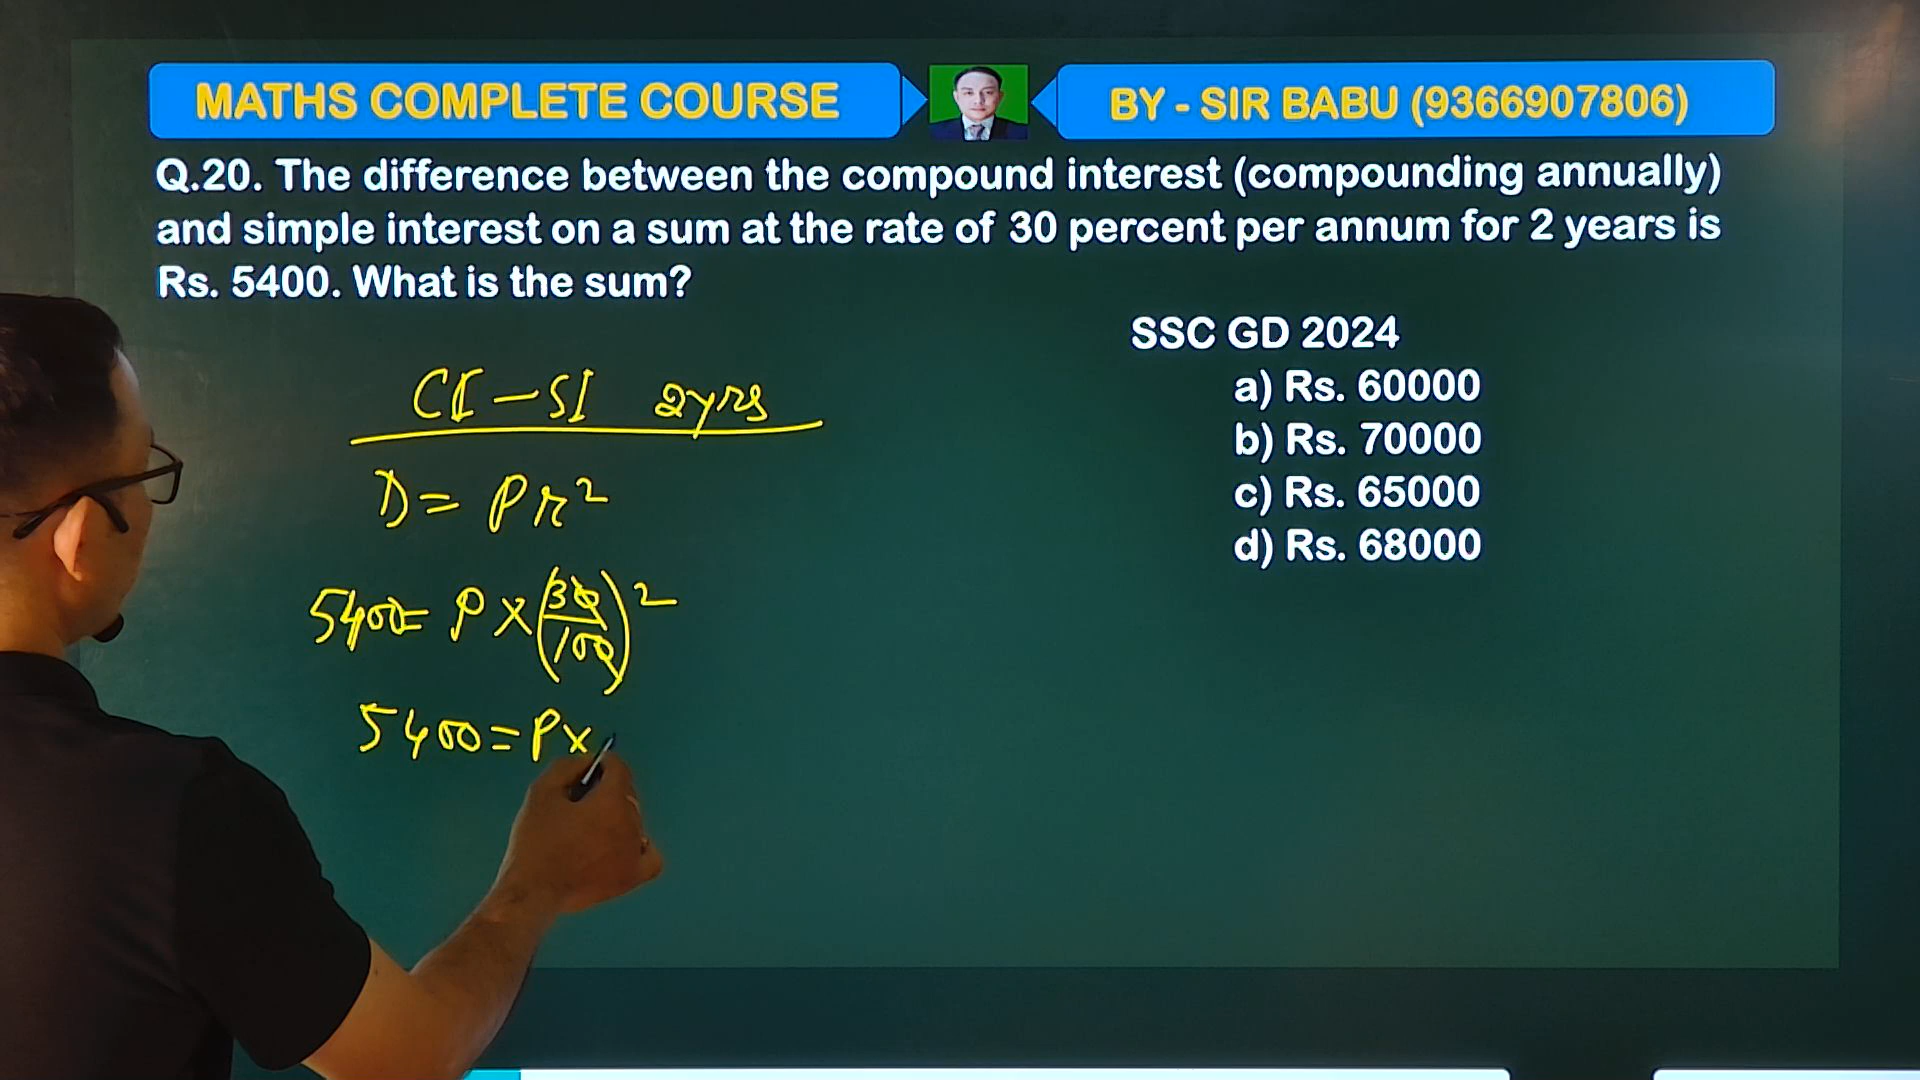 MATHS COMPLETE COURSE
BY - SIR BABU (9366907806)
Q.20. The difference between the compound interest (compounding annually)
and simple interest on a sum at the rate of 30 percent per annum for 2 years is
Rs. 5400. What is the sum?
SSC GD 2024
a) Rs. 60000
b) Rs. 70000
c) Rs. 65000
d) Rs. 68000
CI - SI 2yrs
D = Pr²
5400 = P × (30/100)²
5400 = P ×